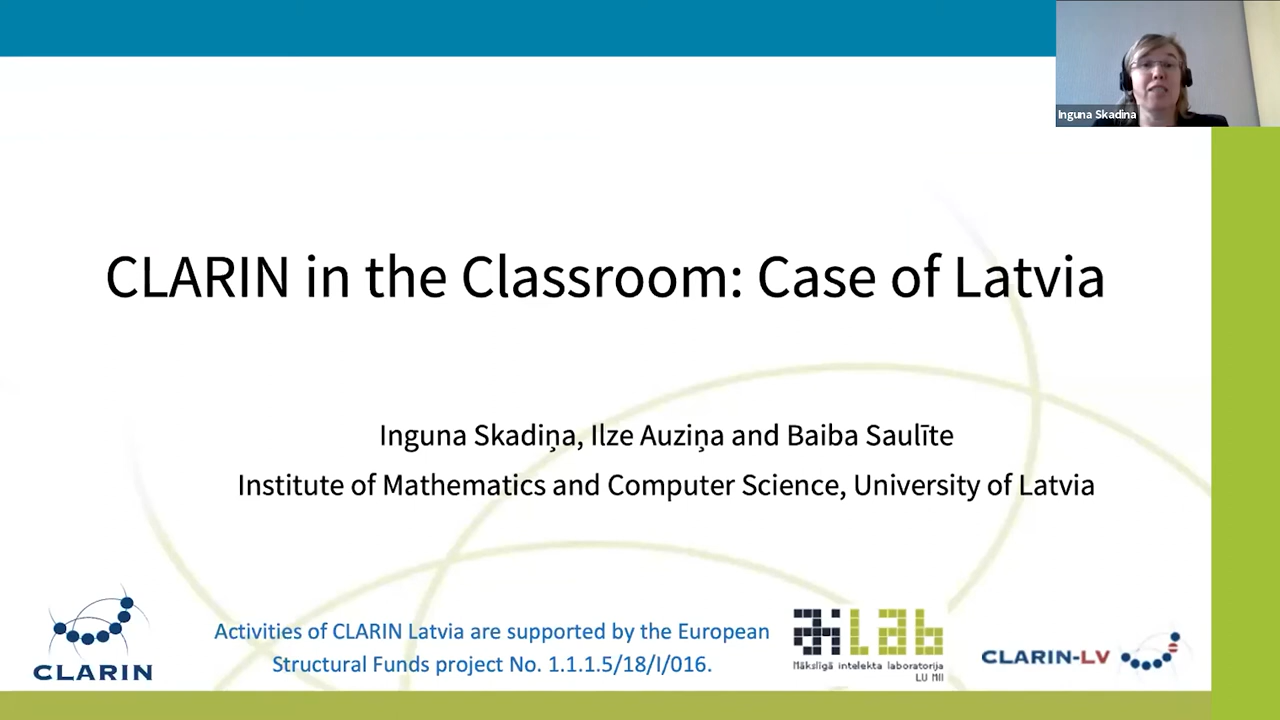 Inguna Skadina
CLARIN in the Classroom: Case of Latvia
Inguna Skadiņa, Ilze Auziņa and Baiba Saulīte
Institute of Mathematics and Computer Science, University of Latvia
Activities of CLARIN Latvia are supported by the European
Structural Funds project No. 1.1.1.5/18/I/016.
CLARIN
aiLab
Mākslīgā intelekta laboratorija
LU MII
CLARIN-LV